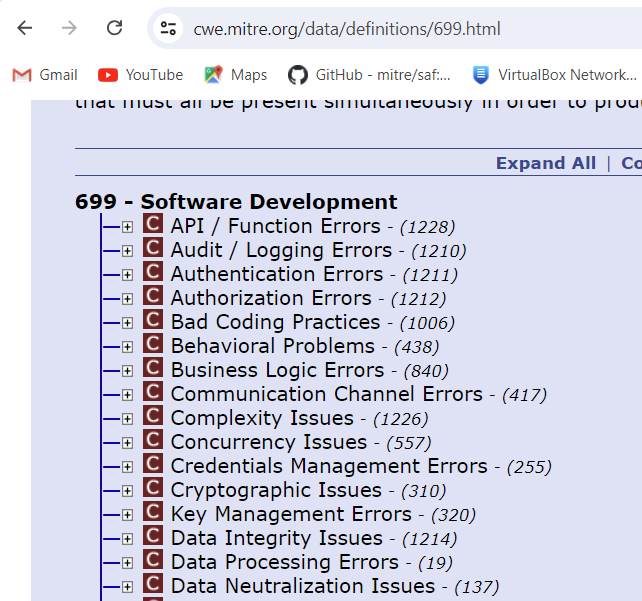 cwe.mitre.org/data/definitions/699.html
Gmail YouTube Maps GitHub - mitre/saf:... VirtualBox Network...
that must all be present simultaneously in order to
Expand All |
699 - Software Development
C API / Function Errors - (1228)
C Audit / Logging Errors - (1210)
C Authentication Errors - (1211)
C Authorization Errors - (1212)
C Bad Coding Practices - (1006)
C Behavioral Problems - (438)
C Business Logic Errors - (840)
C Communication Channel Errors - (417)
C Complexity Issues - (1226)
C Concurrency Issues - (557)
C Credentials Management Errors - (255)
C Cryptographic Issues - (310)
C Key Management Errors - (320)
C Data Integrity Issues - (1214)
C Data Processing Errors - (19)
C Data Neutralization Issues - (137)